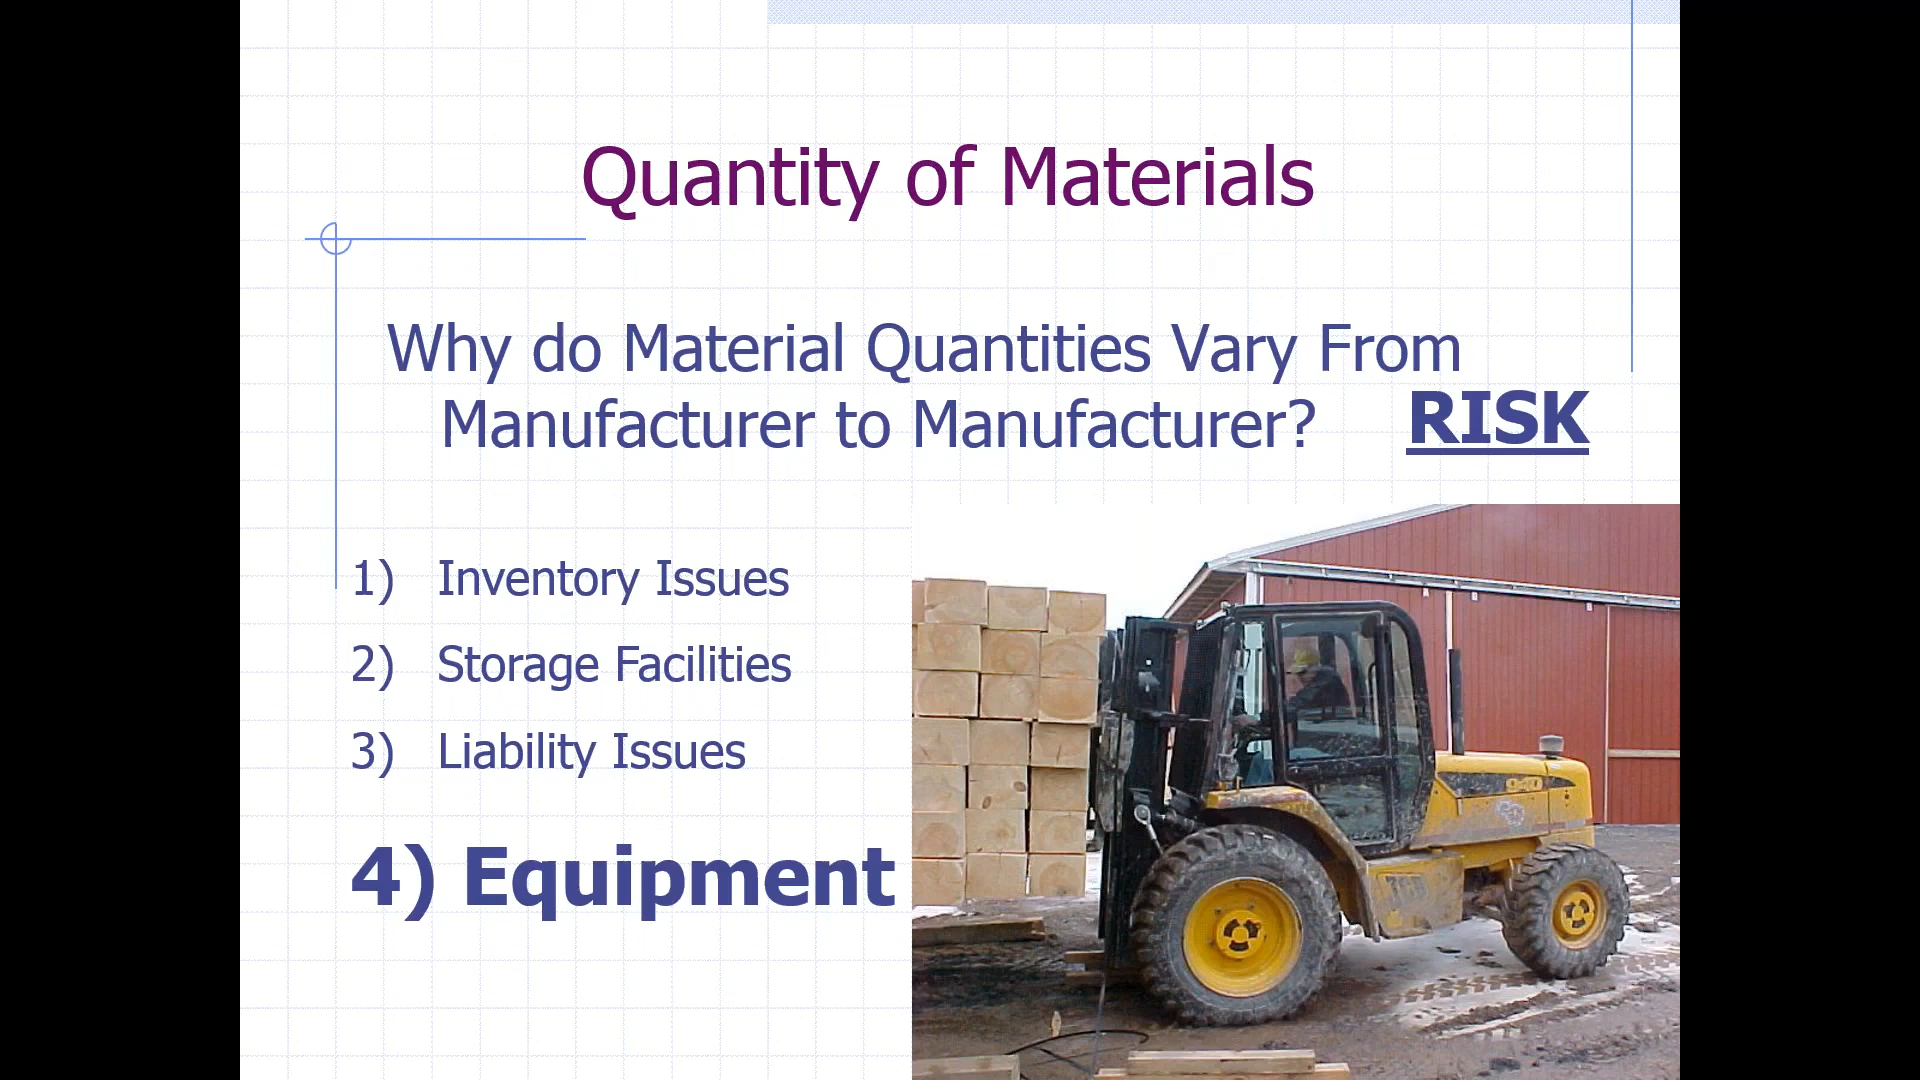 Quantity of Materials
Why do Material Quantities Vary From
Manufacturer to Manufacturer? RISK
1) Inventory Issues
2) Storage Facilities
3) Liability Issues
4) Equipment
940